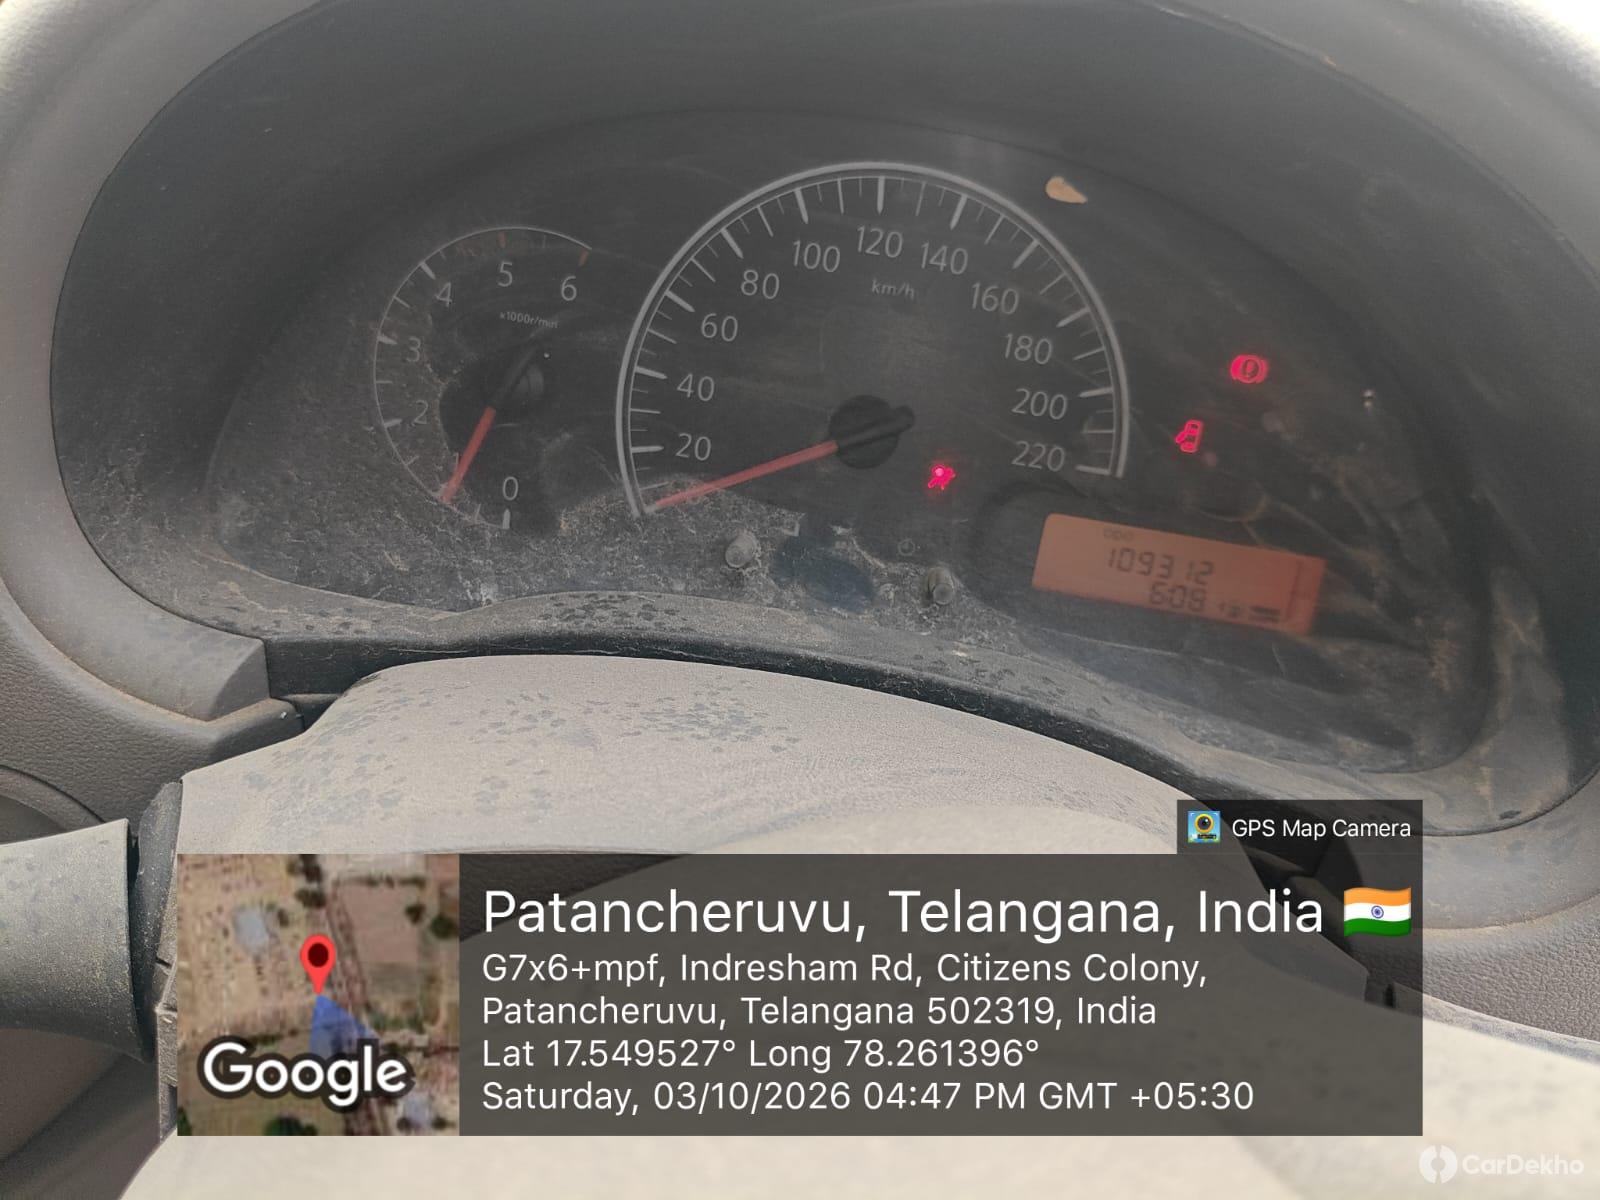 0
1
2
3
4
5
6
x1000r/min
20
40
60
80
100
120
140
160
180
200
220
km/h
ODO
109312
609
GPS Map Camera
Patancheruvu, Telangana, India
G7x6+mpf, Indresham Rd, Citizens Colony,
Patancheruvu, Telangana 502319, India
Lat 17.549527° Long 78.261396°
Saturday, 03/10/2026 04:47 PM GMT +05:30
Google
CarDekho